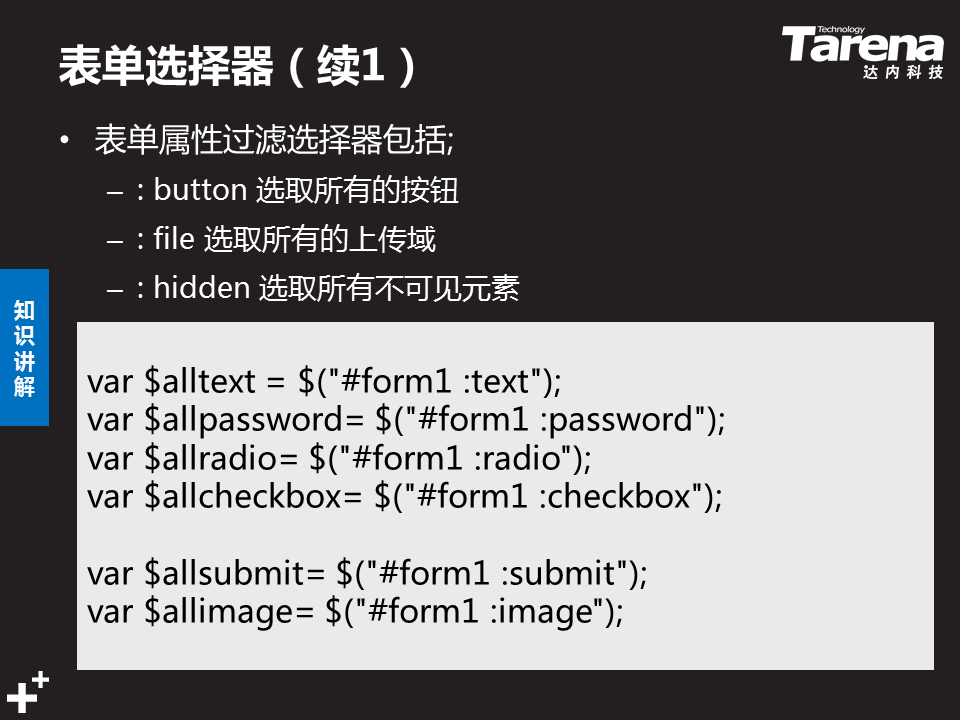 表单选择器（续1）
Technology
Tarena
达内科技
• 表单属性过滤选择器包括;
– : button 选取所有的按钮
– : file 选取所有的上传域
– : hidden 选取所有不可见元素
知识讲解
var $alltext = $("#form1 :text");
var $allpassword= $("#form1 :password");
var $allradio= $("#form1 :radio");
var $allcheckbox= $("#form1 :checkbox");
var $allsubmit= $("#form1 :submit");
var $allimage= $("#form1 :image");